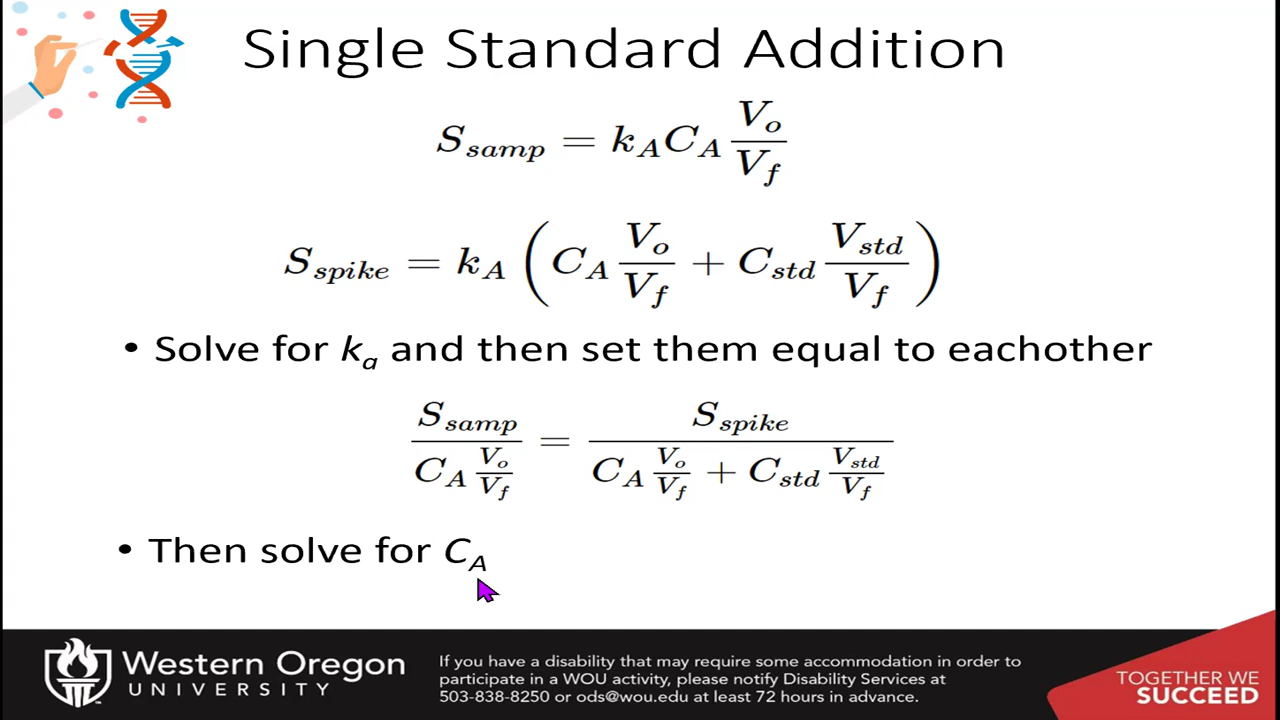 Single Standard Addition
S_samp = k_A C_A V_o/V_f
S_spike = k_A ( C_A V_o/V_f + C_std V_std/V_f )
• Solve for k_a and then set them equal to eachother
S_samp / (C_A V_o/V_f) = S_spike / (C_A V_o/V_f + C_std V_std/V_f)
• Then solve for C_A
Western Oregon
UNIVERSITY
If you have a disability that may require some accommodation in order to
participate in a WOU activity, please notify Disability Services at
503-838-8250 or ods@wou.edu at least 72 hours in advance.
TOGETHER WE
SUCCEED